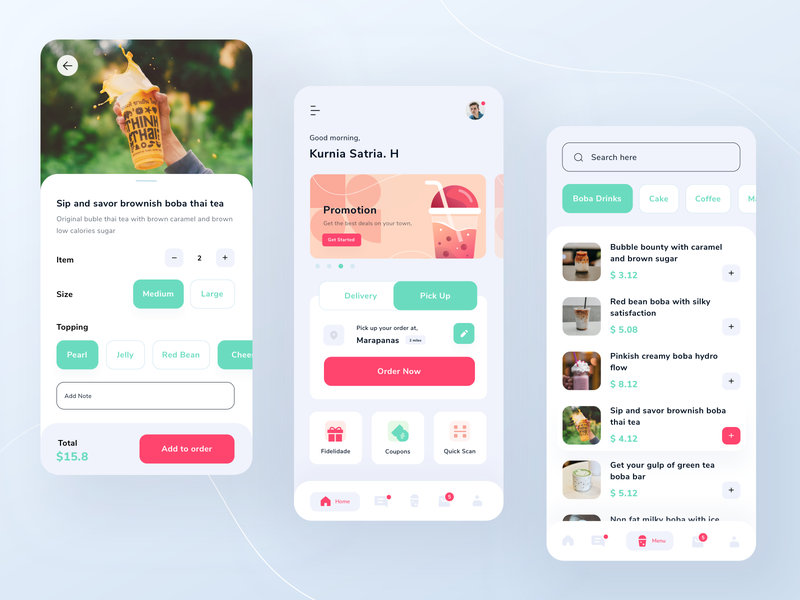 THINK
THAI!
Sip and savor brownish boba thai tea
Original buble thai tea with brown caramel and brown
low calories sugar
Item
−
2
+
Size
Medium
Large
Topping
Pearl
Jelly
Red Bean
Chees
Add Note
Total
$15.8
Add to order
Good morning,
Kurnia Satria. H
Promotion
Get the best deals on your town,
Get Started
Delivery
Pick Up
Pick up your order at,
Marapanas
2 miles
Order Now
Fidelidade
Coupons
Quick Scan
Home
5
Search here
Boba Drinks
Cake
Coffee
Ma
Bubble bounty with caramel
and brown sugar
$ 3.12
+
Red bean boba with silky
satisfaction
$ 5.08
+
Pinkish creamy boba hydro
flow
$ 8.12
+
Sip and savor brownish boba
thai tea
$ 4.12
+
Get your gulp of green tea
boba bar
$ 5.12
+
Non fat milky boba with ice
Menu
5